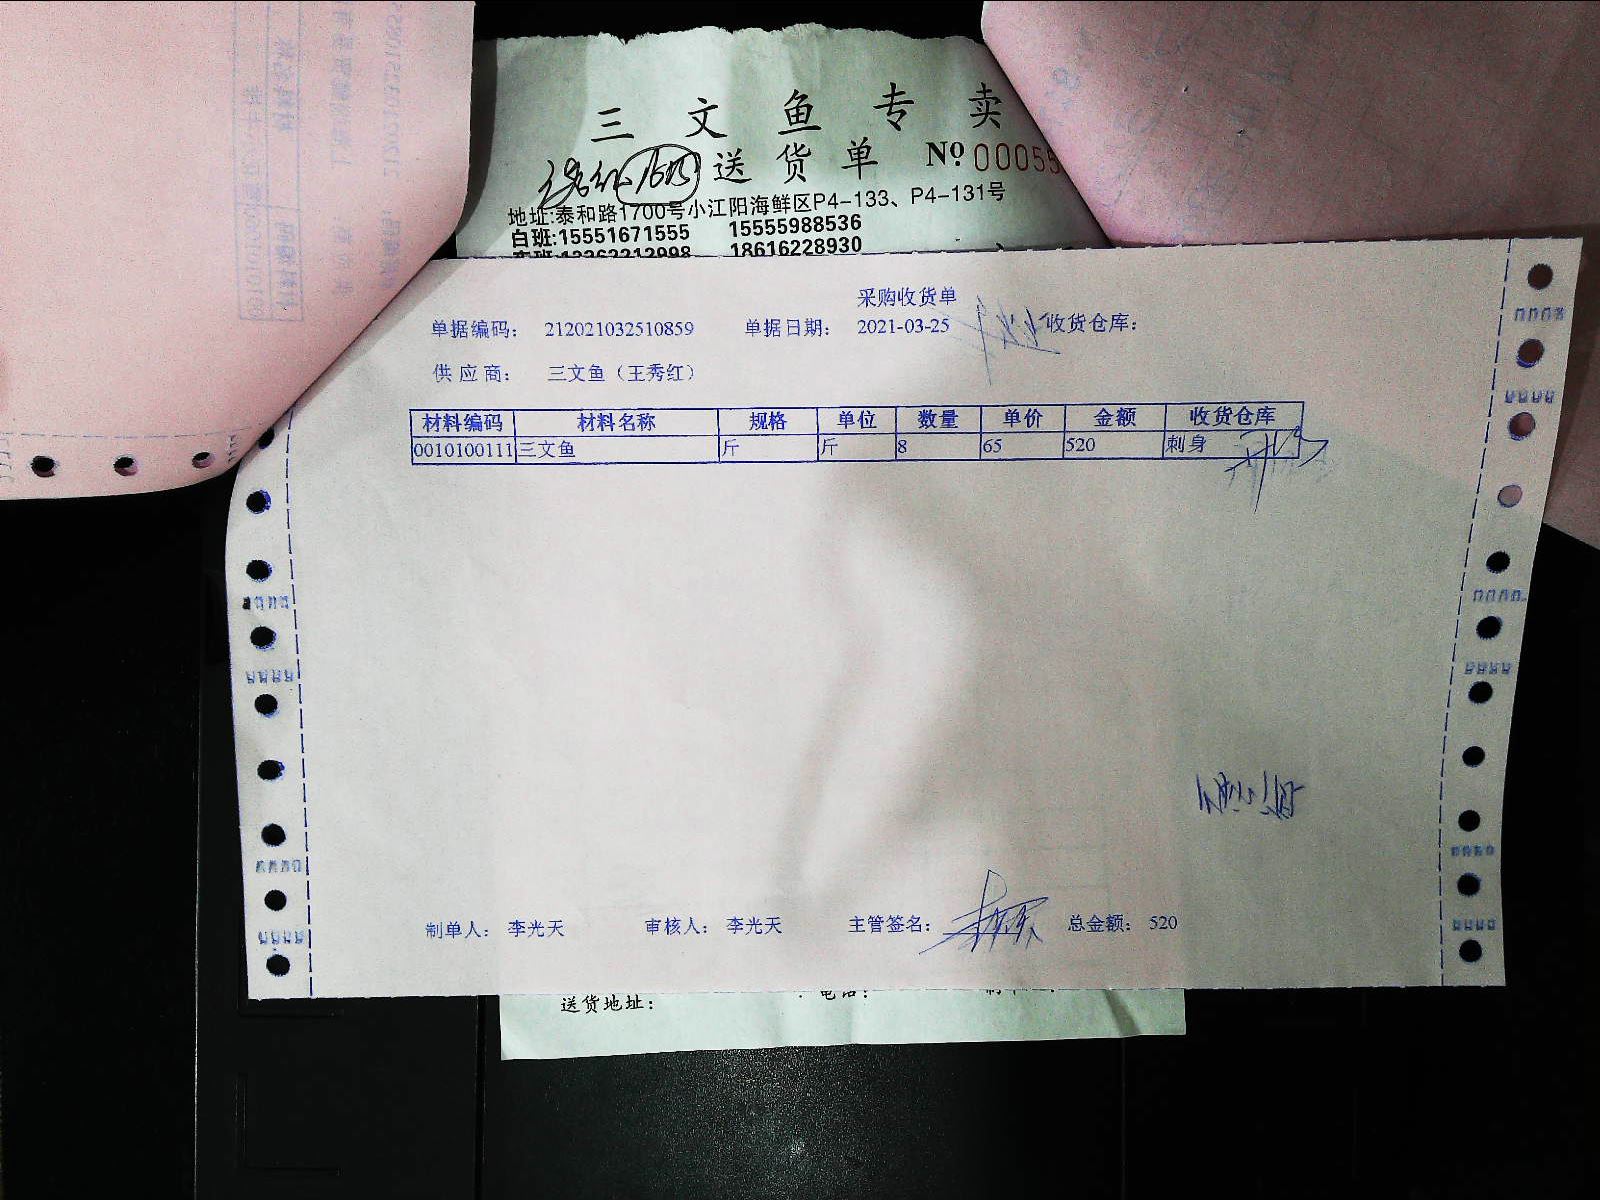 三文鱼专卖
送货单 № 00055
地址:泰和路1700号小江阳海鲜区P4-133、P4-131号
白班:15551671555 15555988536
18616228930
采购收货单
单据编码: 212021032510859 单据日期: 2021-03-25 收货仓库:
供应商: 三文鱼（王秀红）
材料编码 材料名称 规格 单位 数量 单价 金额 收货仓库
0010100111 三文鱼 斤 斤 8 65 520 刺身
制单人: 李光天 审核人: 李光天 主管签名: 总金额: 520
送货地址: 电话: